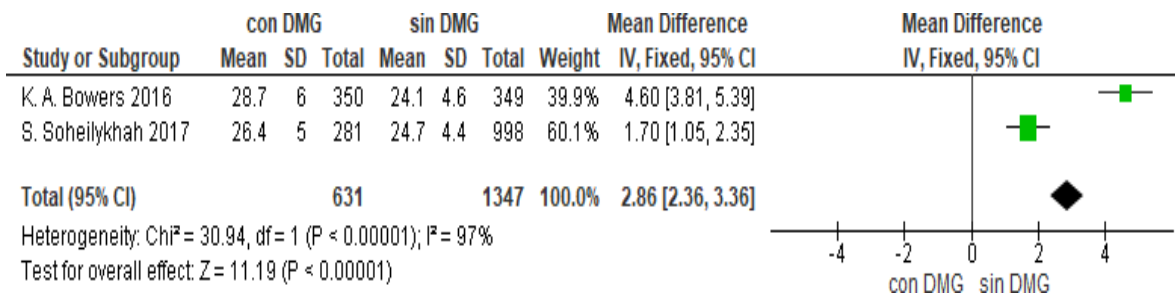 con DMG sin DMG Mean Difference Mean Difference
Study or Subgroup Mean SD Total Mean SD Total Weight IV, Fixed, 95% CI IV, Fixed, 95% CI
K. A. Bowers 2016 28.7 6 350 24.1 4.6 349 39.9% 4.60 [3.81, 5.39]
S. Soheilykhah 2017 26.4 5 281 24.7 4.4 998 60.1% 1.70 [1.05, 2.35]
Total (95% CI) 631 1347 100.0% 2.86 [2.36, 3.36]
Heterogeneity: Chi² = 30.94, df = 1 (P < 0.00001); I² = 97%
Test for overall effect: Z = 11.19 (P < 0.00001)
-4 -2 0 2 4
con DMG sin DMG